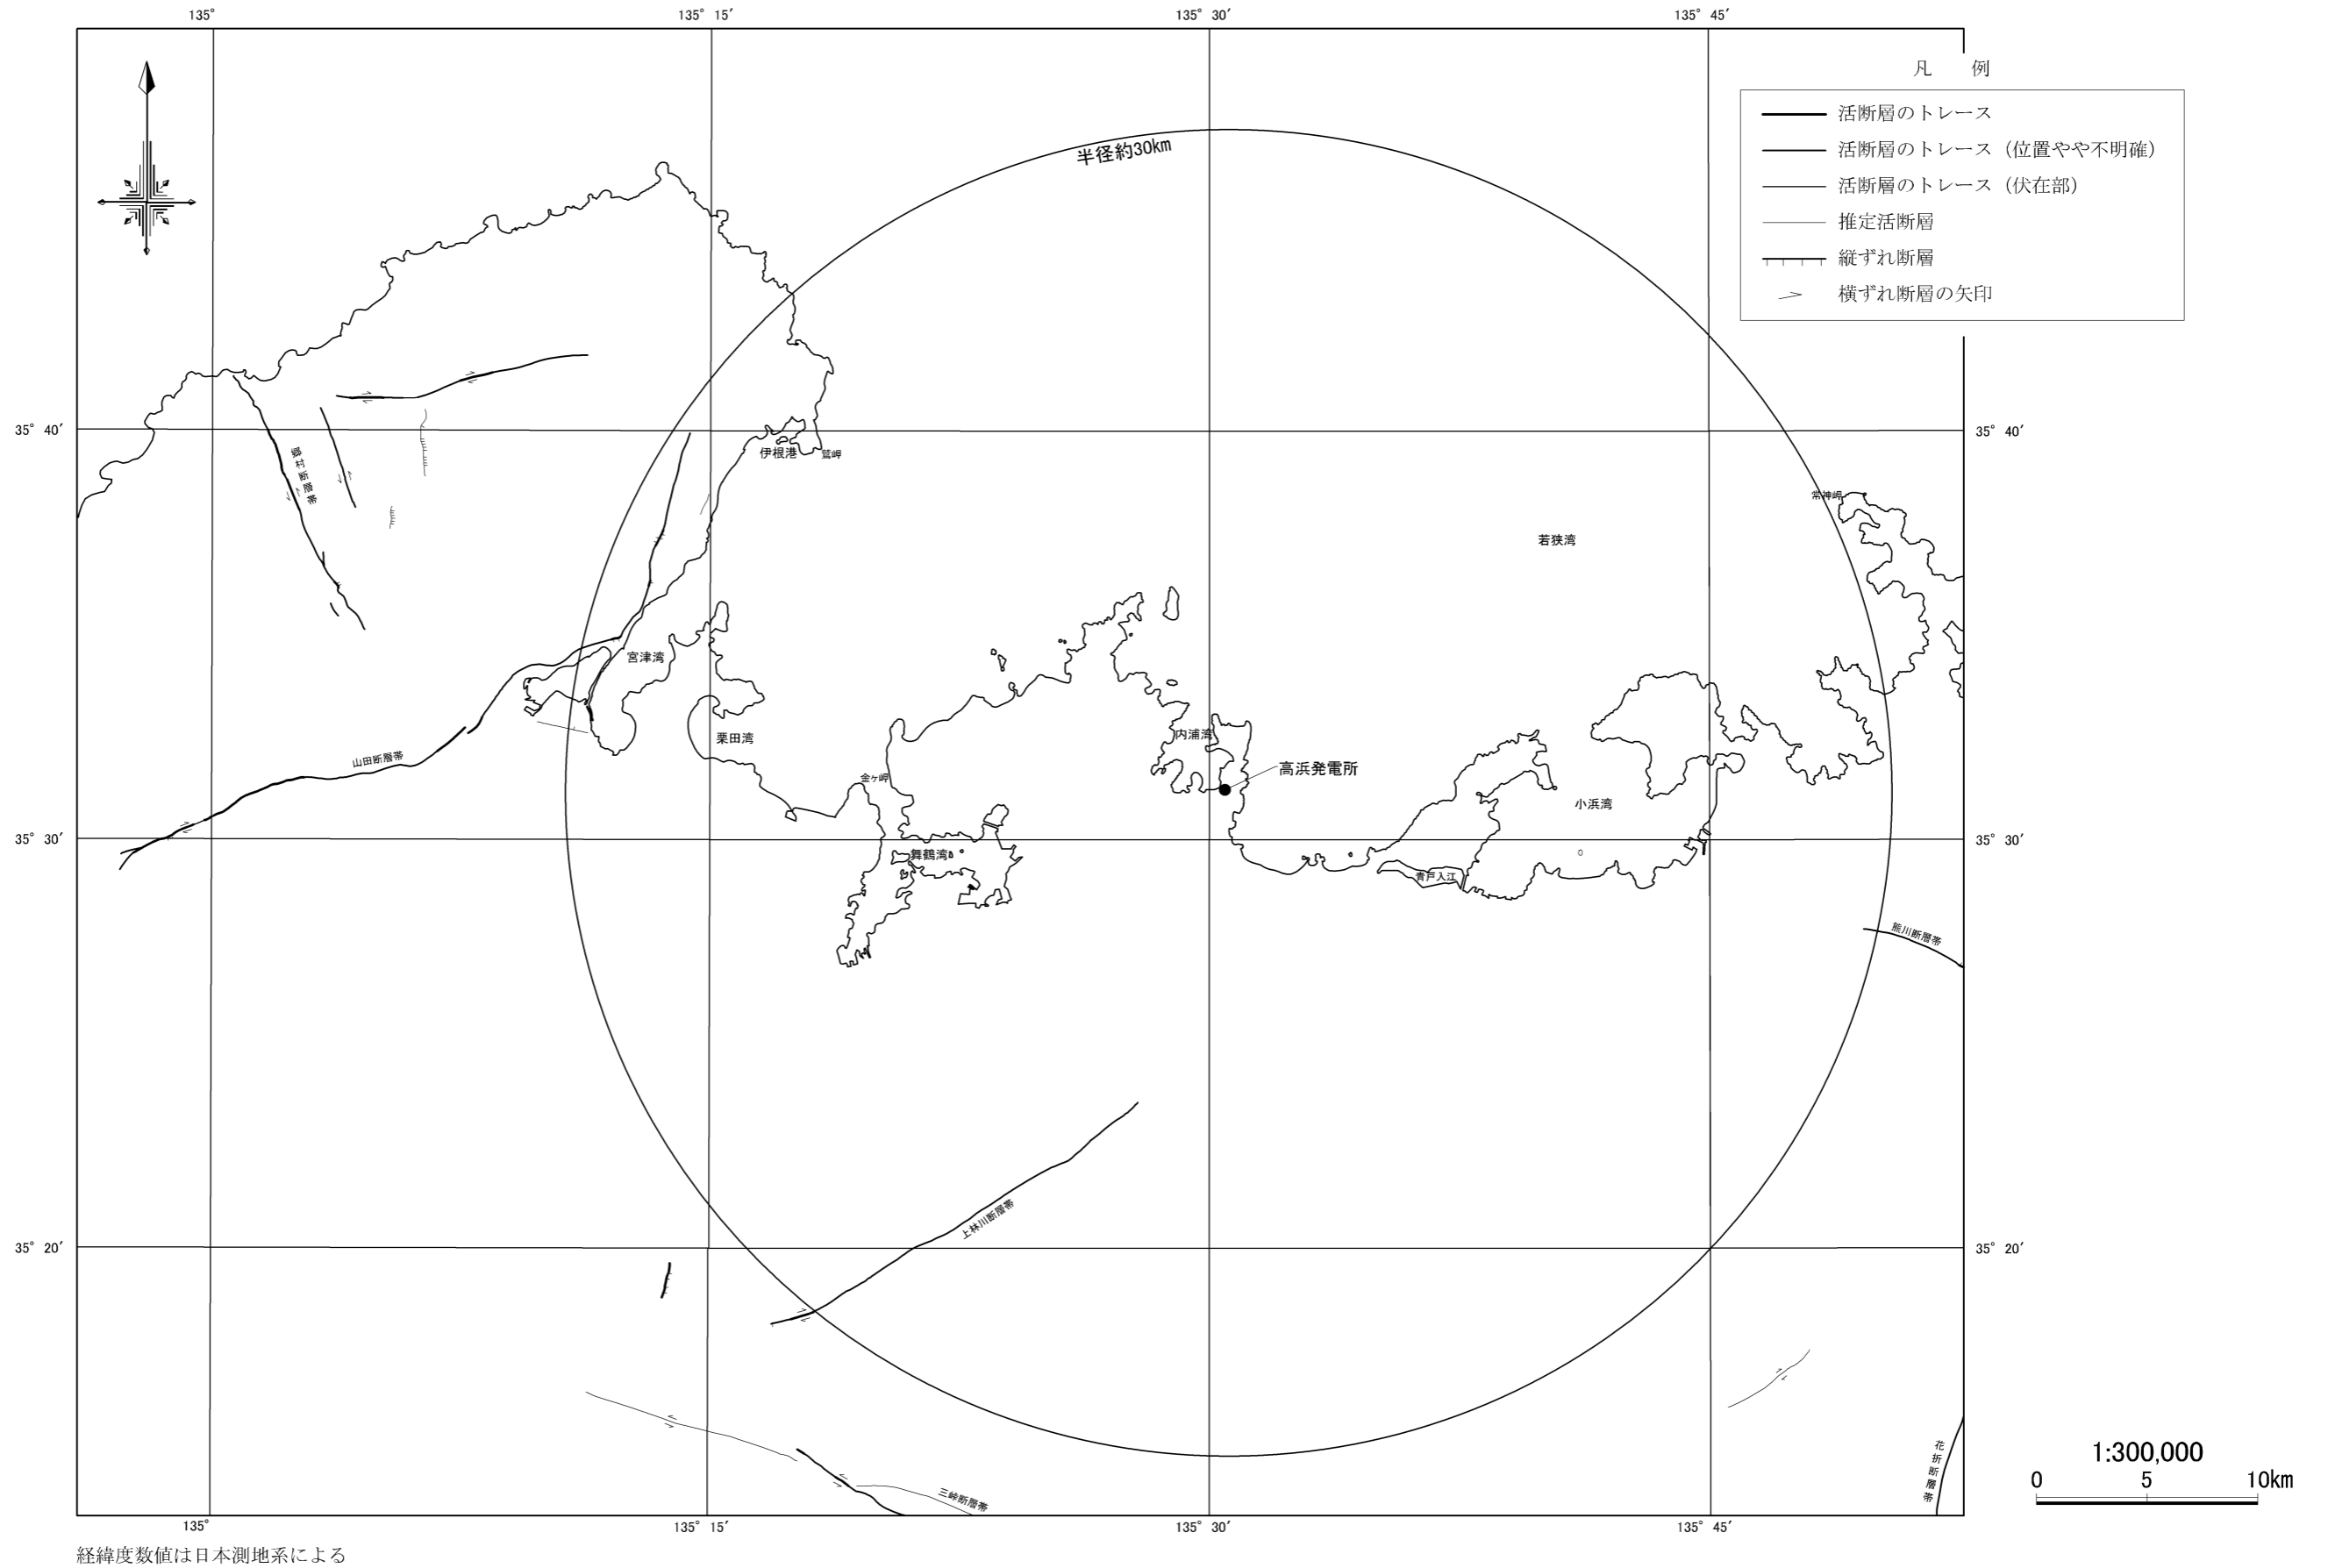 135° 135° 15′ 135° 30′ 135° 45′
凡 例
活断層のトレース
活断層のトレース（位置やや不明確）
活断層のトレース（伏在部）
推定活断層
縦ずれ断層
横ずれ断層の矢印
半径約30km
35° 40′ 35° 40′
伊根港 鷲岬
郷村断層帯
常神岬
若狭湾
宮津湾
栗田湾
内浦湾
山田断層帯
高浜発電所
金ヶ岬
小浜湾
35° 30′ 35° 30′
舞鶴湾
青戸入江
熊川断層帯
上林川断層帯
35° 20′ 35° 20′
三峠断層帯
花折断層帯
1:300,000
0 5 10km
135° 135° 15′ 135° 30′ 135° 45′
経緯度数値は日本測地系による